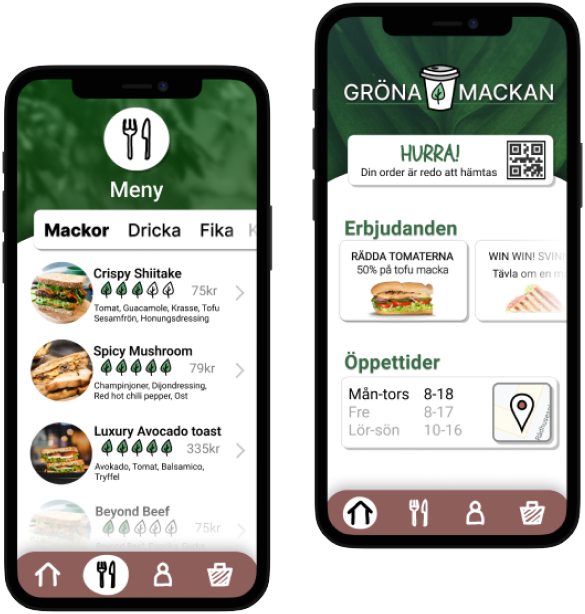 Meny
Mackor Dricka Fika K
Crispy Shiitake
75kr
Tomat, Guacamole, Krasse, Tofu
Sesamfrön, Honungsdressing
Spicy Mushroom
79kr
Champinjoner, Dijondressing,
Red hot chili pepper, Ost
Luxury Avocado toast
335kr
Avokado, Tomat, Balsamico,
Tryffel
Beyond Beef
75kr
GRÖNA MACKAN
HURRA!
Din order är redo att hämtas
Erbjudanden
RÄDDA TOMATERNA
50% på tofu macka
WIN WIN! SVIN
Tävla om en m
Öppettider
Mån-tors 8-18
Fre 8-17
Lör-sön 10-16